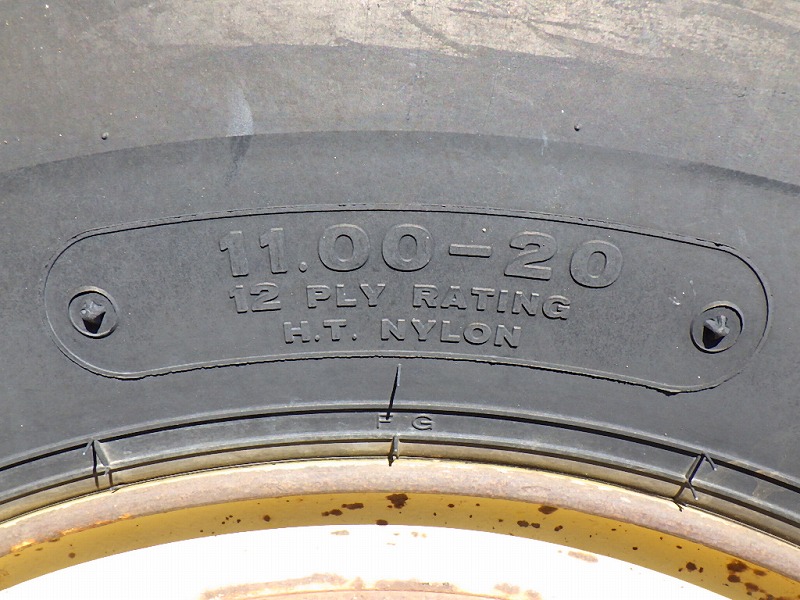 11.00-20
12 PLY RATING
H.T. NYLON